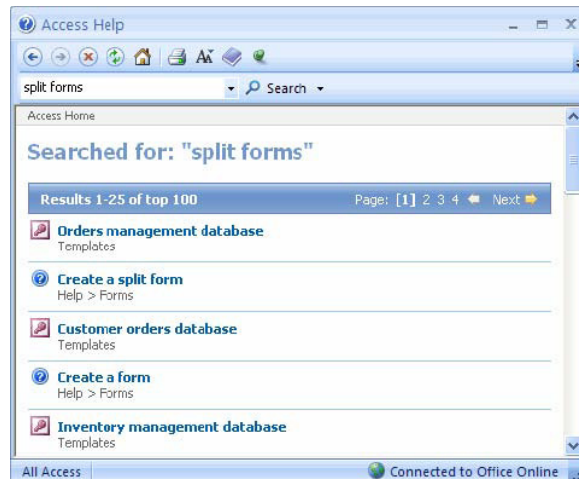 Access Help
split forms
Search
Access Home
Searched for: "split forms"
Results 1-25 of top 100 Page: [1] 2 3 4 Next
Orders management database
Templates
Create a split form
Help > Forms
Customer orders database
Templates
Create a form
Help > Forms
Inventory management database
Templates
All Access Connected to Office Online